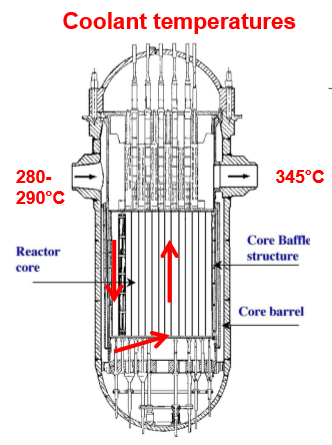 Coolant temperatures
280-
290°C
345°C
Reactor
core
Core Baffle
structure
Core barrel